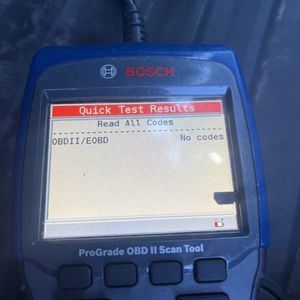 BOSCH
Quick Test Results
Read All Codes
OBDII/EOBD No codes
ProGrade OBD II Scan Tool